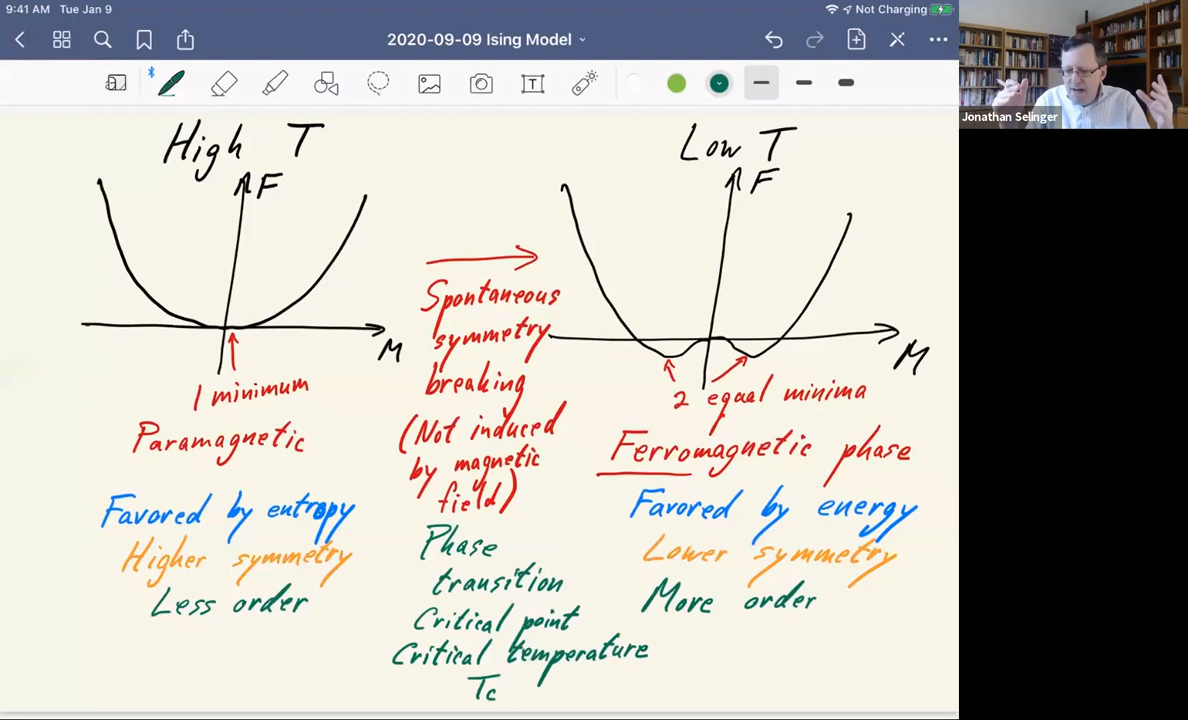 9:41 AM Tue Jan 9
Not Charging
2020-09-09 Ising Model
T
Jonathan Selinger
High T
F
M
1 minimum
Paramagnetic
Favored by entropy
Higher symmetry
Less order
Spontaneous
symmetry
breaking
(Not induced
by magnetic
field)
Phase
transition
Critical point
Critical temperature
Tc
Low T
F
M
2 equal minima
Ferromagnetic phase
Favored by energy
Lower symmetry
More order